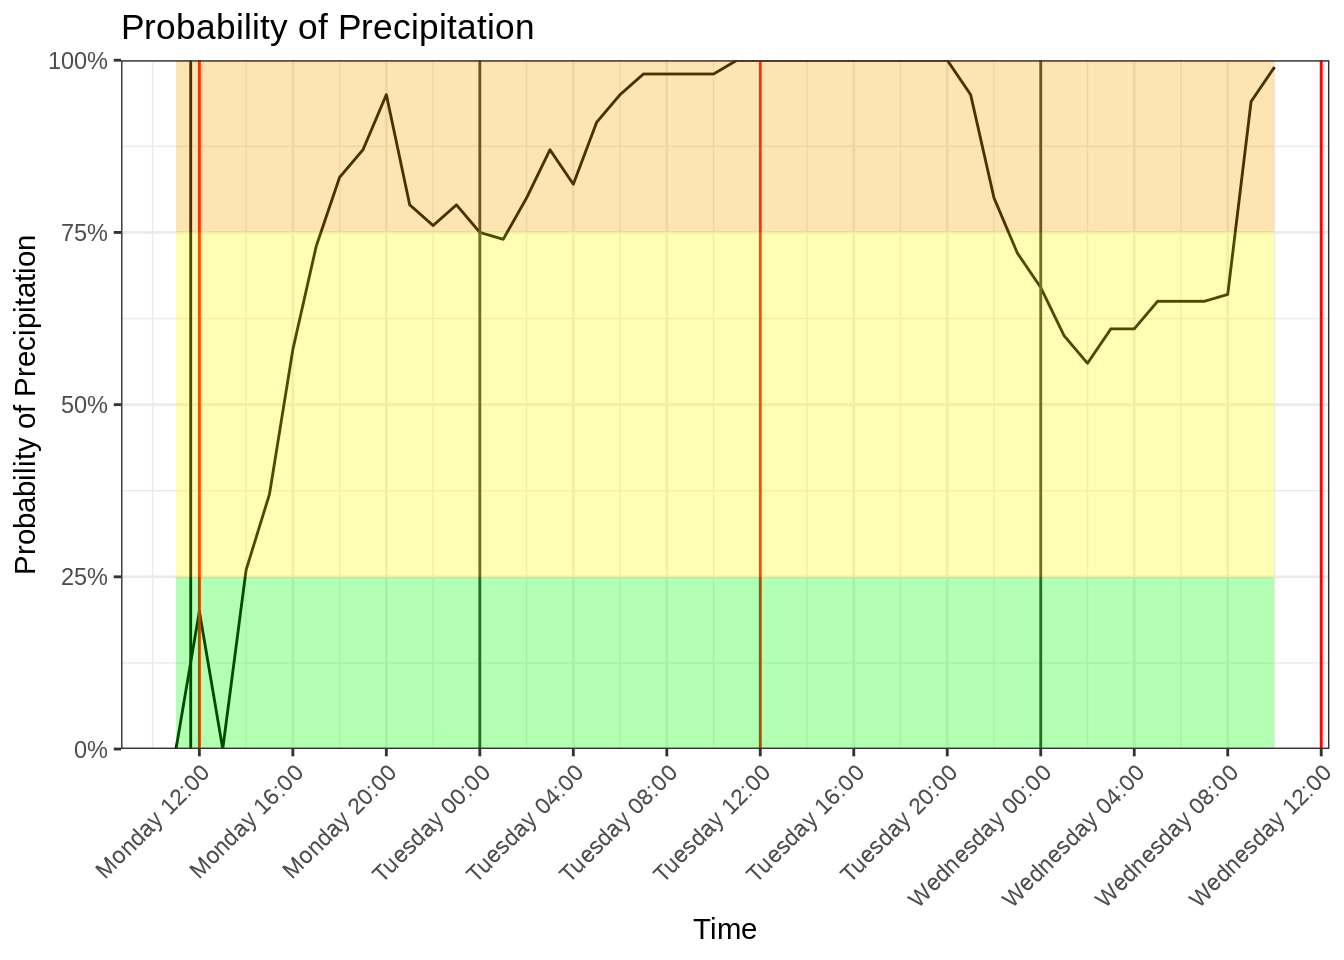 Probability of Precipitation
100%
75%
50%
25%
0%
Probability of Precipitation
Monday 12:00
Monday 16:00
Monday 20:00
Tuesday 00:00
Tuesday 04:00
Tuesday 08:00
Tuesday 12:00
Tuesday 16:00
Tuesday 20:00
Wednesday 00:00
Wednesday 04:00
Wednesday 08:00
Wednesday 12:00
Time